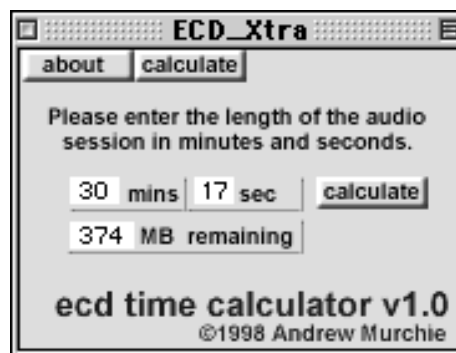 ECD_Xtra
about calculate
Please enter the length of the audio
session in minutes and seconds.
30 mins 17 sec calculate
374 MB remaining
ecd time calculator v1.0
©1998 Andrew Murchie